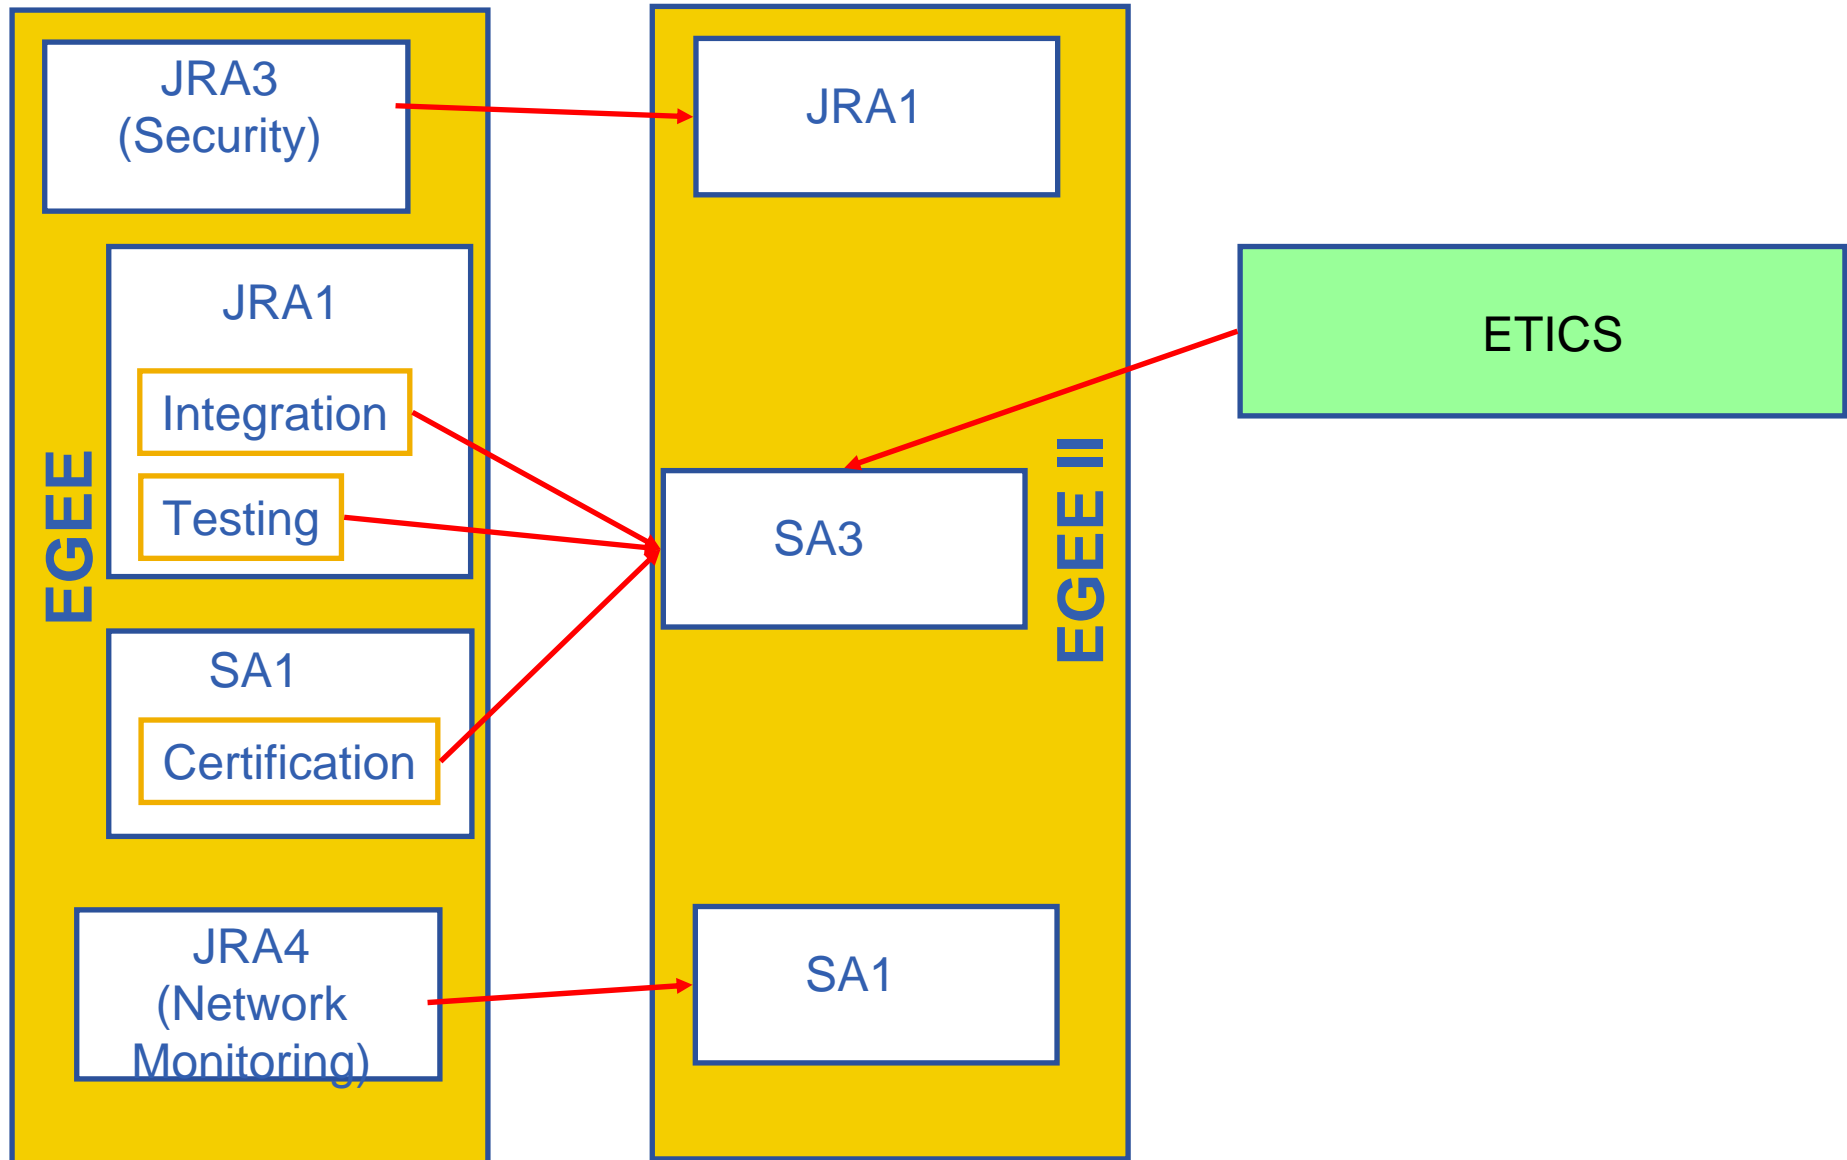 JRA3
(Security)
JRA1
Integration
Testing
EGEE
SA1
Certification
JRA4
(Network
Monitoring)
JRA1
SA3
EGEE II
SA1
ETICS